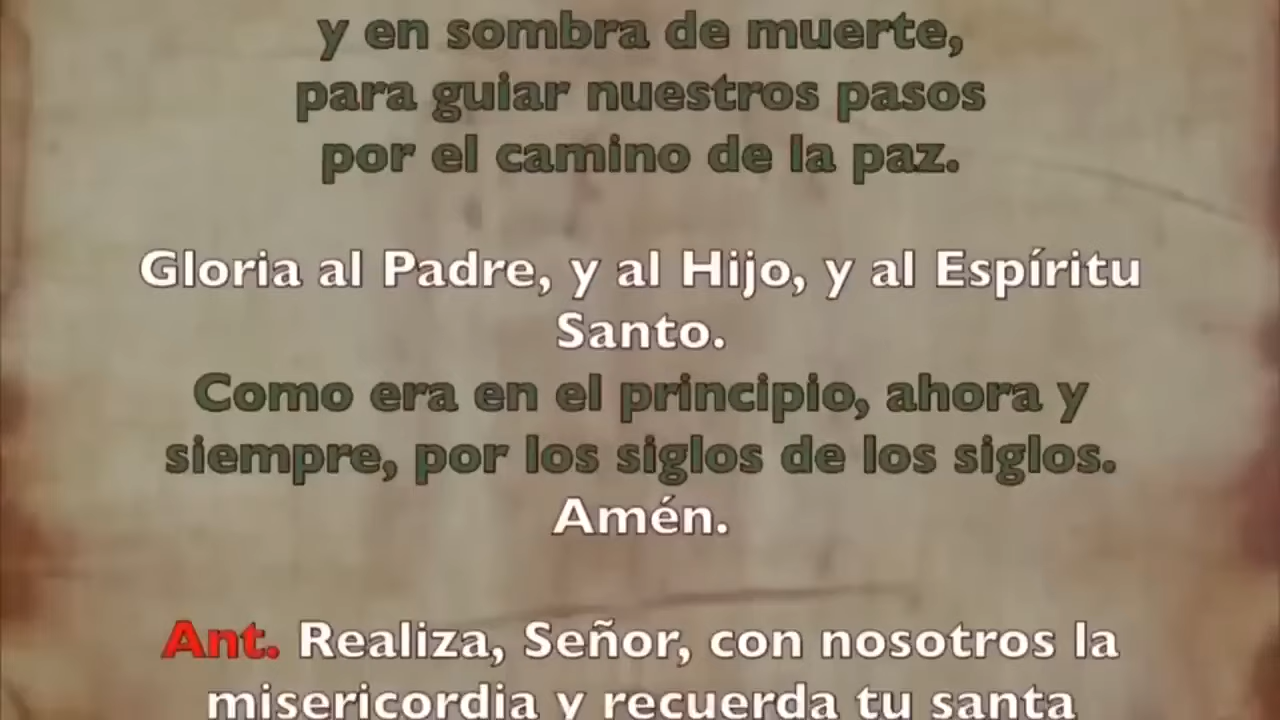 y en sombra de muerte,
para guiar nuestros pasos
por el camino de la paz.
Gloria al Padre, y al Hijo, y al Espíritu
Santo.
Como era en el principio, ahora y
siempre, por los siglos de los siglos.
Amén.
Ant. Realiza, Señor, con nosotros la
misericordia y recuerda tu santa